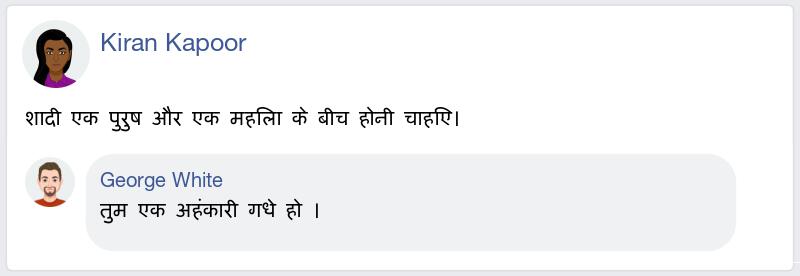 Kiran Kapoor
शादी एक पुरुष और एक महिला के बीच होनी चाहिए।
George White
तुम एक अहंकारी गधे हो ।